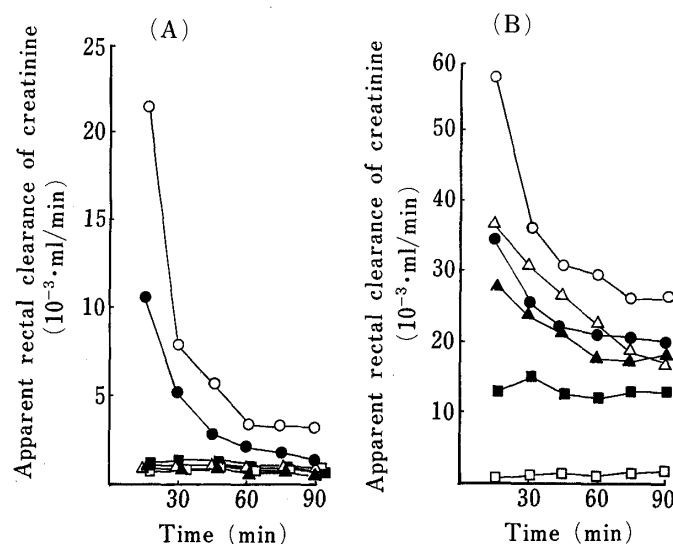 (A)
Apparent rectal clearance of creatinine
(10⁻³·ml/min)
25
20
15
10
5
30 60 90
Time (min)
(B)
Apparent rectal clearance of creatinine
(10⁻³·ml/min)
60
50
40
30
20
10
30 60 90
Time (min)